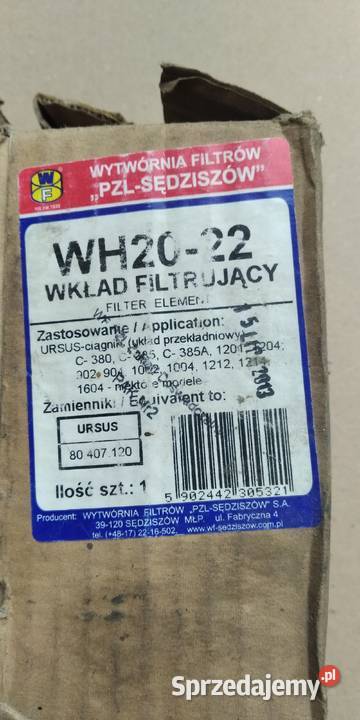 WF
WYTWÓRNIA FILTRÓW
„PZL-SĘDZISZÓW”
WH20-22
WKŁAD FILTRUJĄCY
FILTER ELEMENT
Zastosowanie / Application:
URSUS-ciągnik (układ przekładniowy)
C-380, C-385, C-385A, 1201, 1204,
902, 904, 1002, 1004, 1212, 1214,
1604 - niektóre modele
Zamienniki / Equivalent to:
URSUS
80 407.120
Ilość szt.: 1
5 902442 305321
Producent: WYTWÓRNIA FILTRÓW „PZL-SĘDZISZÓW” S.A.
39-120 SĘDZISZÓW MŁP. ul. Fabryczna 4
tel. (+48-17) 22-16-502, www.wf-sedziszow.com.pl
2013
Sprzedajemy.pl